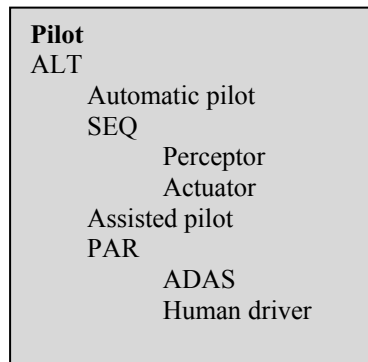 Pilot
ALT
Automatic pilot
SEQ
Perceptor
Actuator
Assisted pilot
PAR
ADAS
Human driver